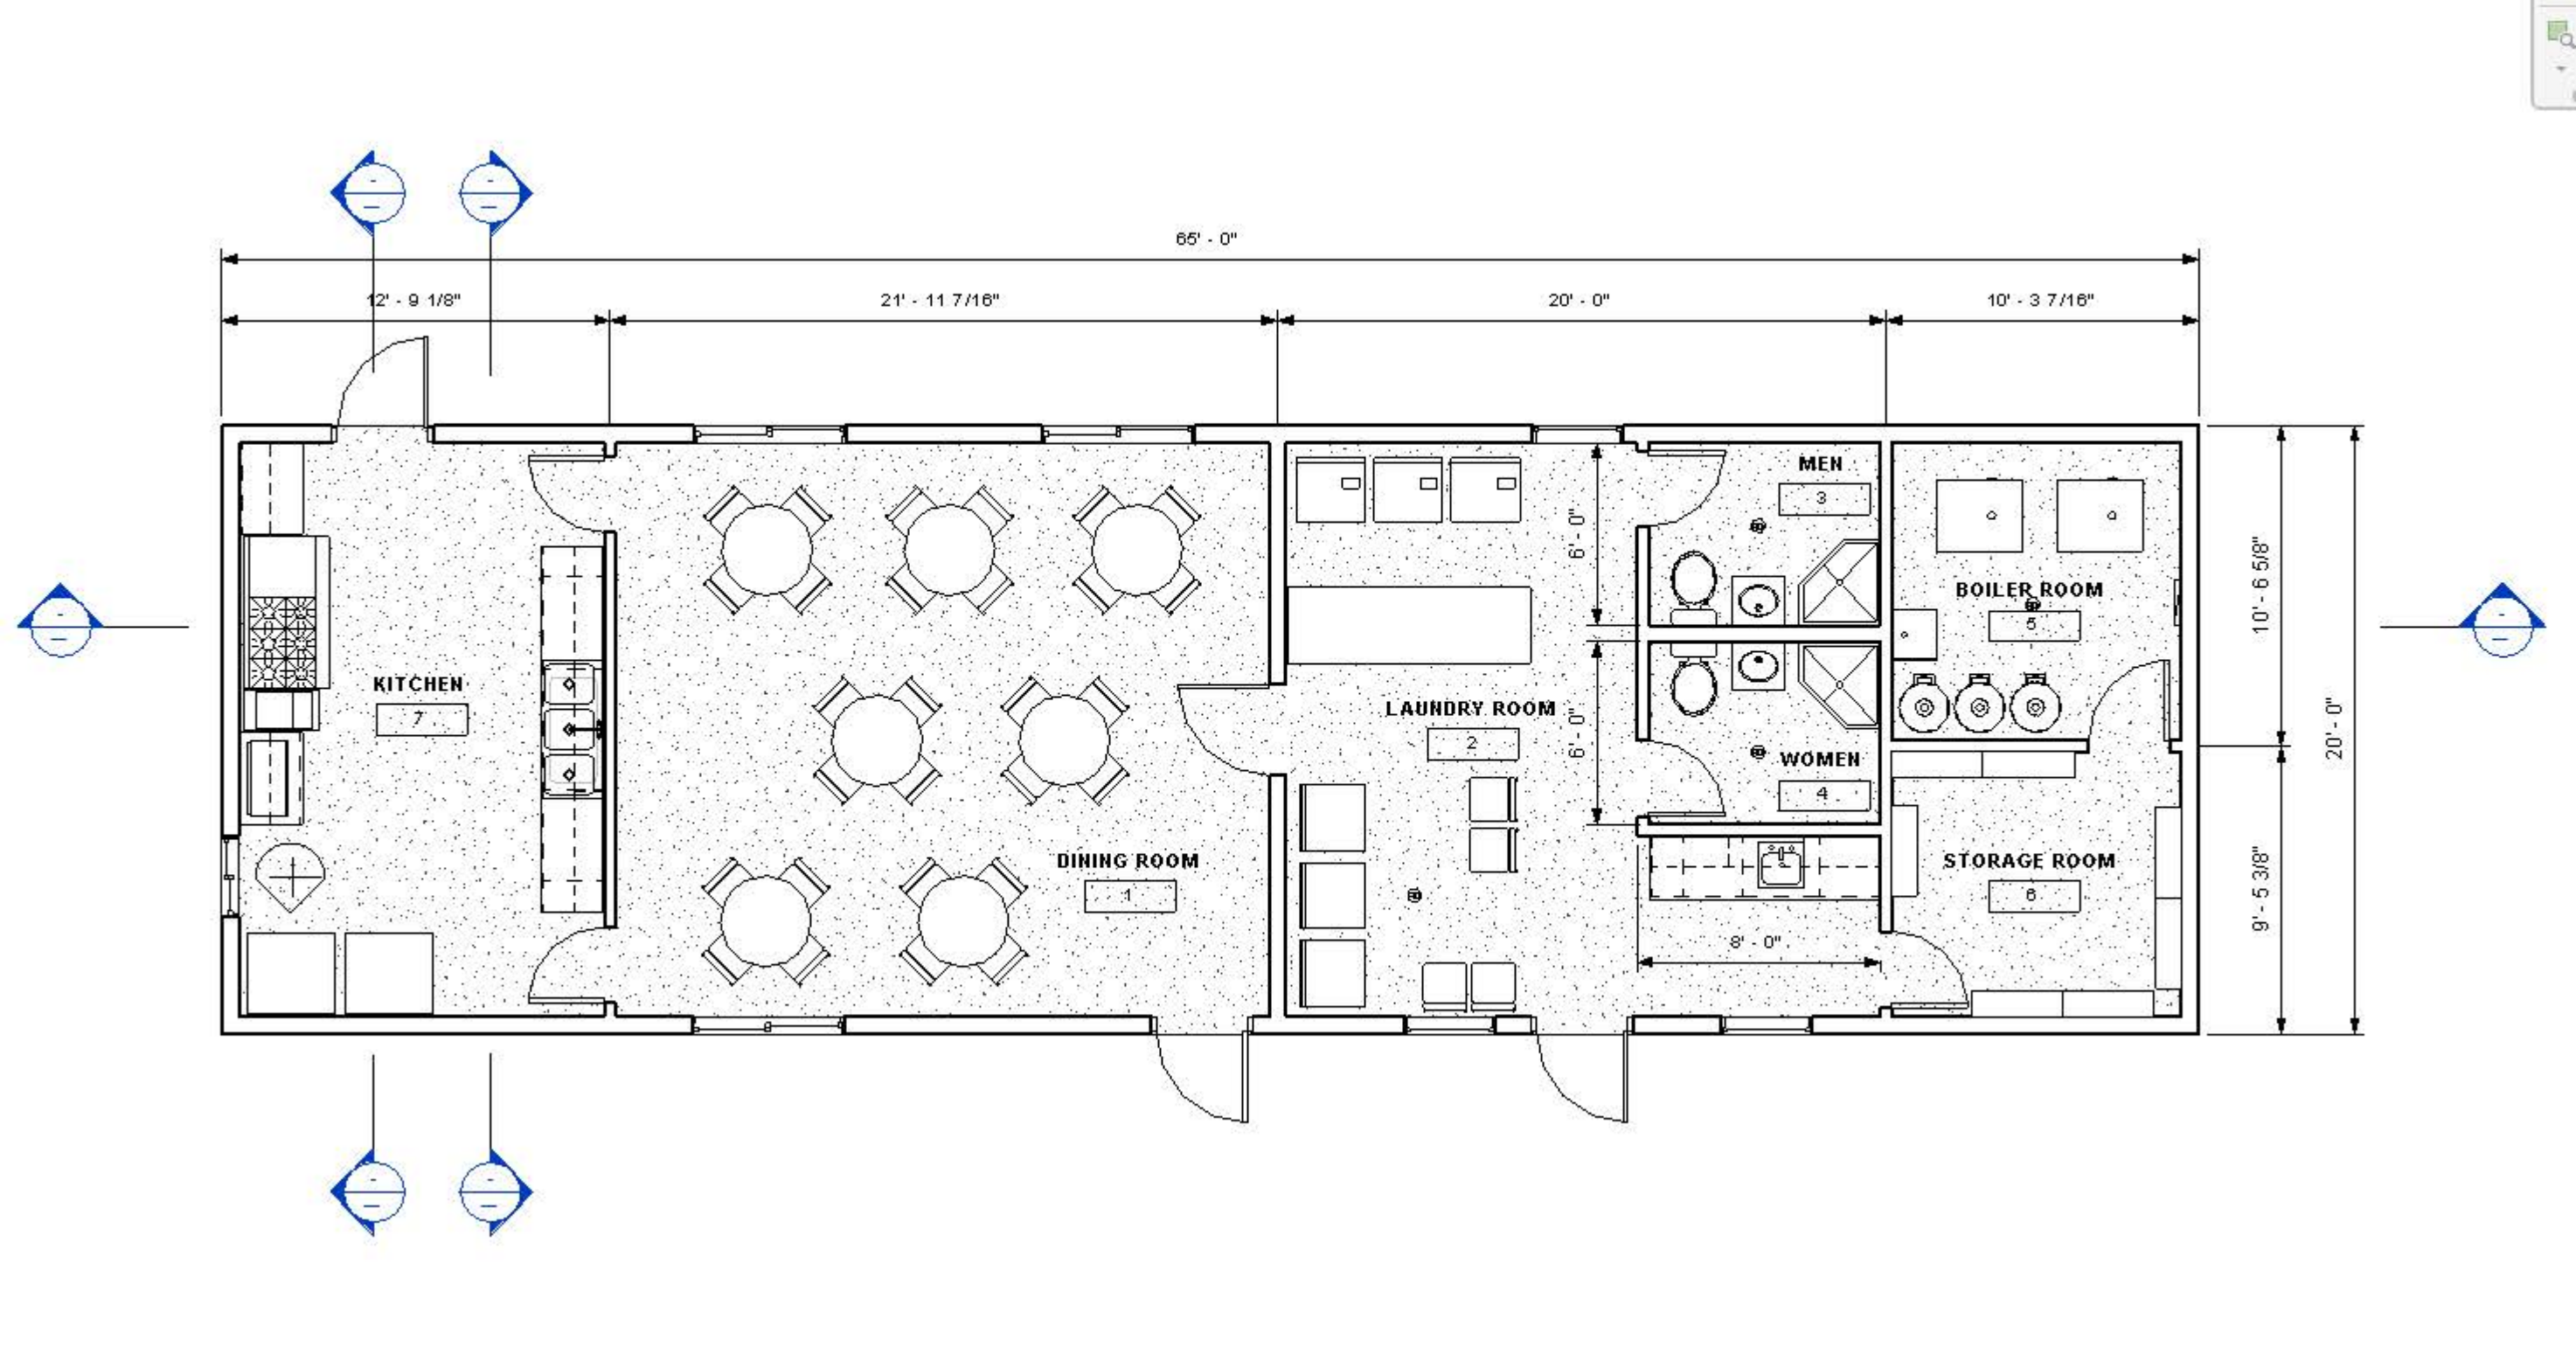 65' - 0"
12' - 9 1/8"
21' - 11 7/16"
20' - 0"
10' - 3 7/16"
MEN
3
6' - 0"
BOILER ROOM
5
10' - 6 5/8"
KITCHEN
7
LAUNDRY ROOM
2
6' - 0"
20' - 0"
WOMEN
4
DINING ROOM
1
STORAGE ROOM
6
9' - 5 3/8"
8' - 0"